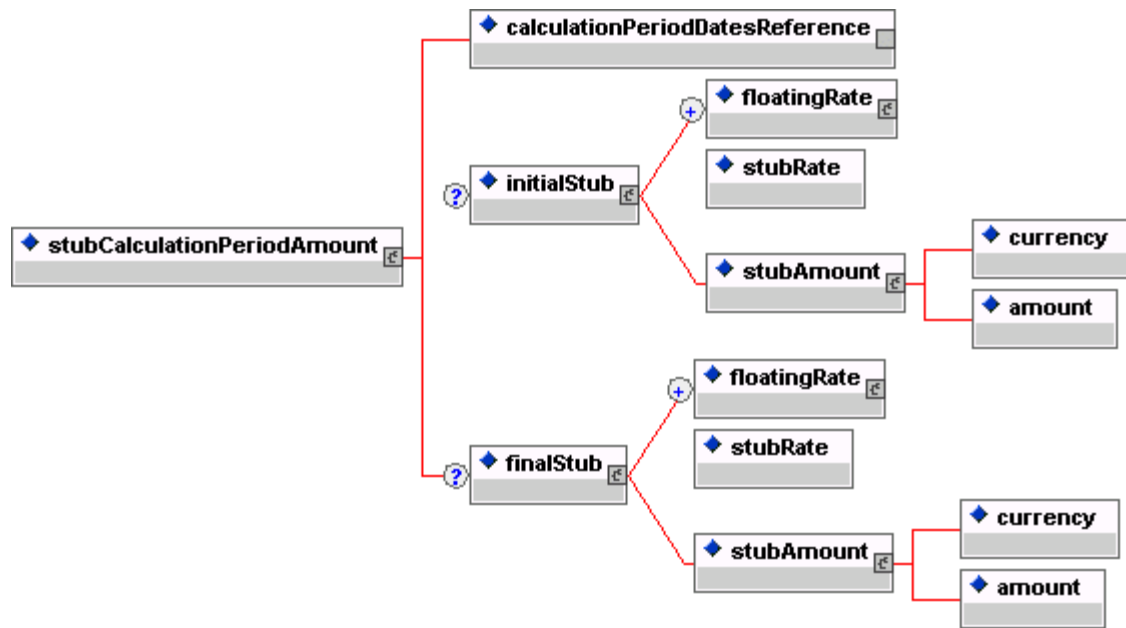 calculationPeriodDatesReference
floatingRate
+
stubRate
? initialStub
stubCalculationPeriodAmount
stubAmount
currency
amount
floatingRate
+
stubRate
? finalStub
stubAmount
currency
amount